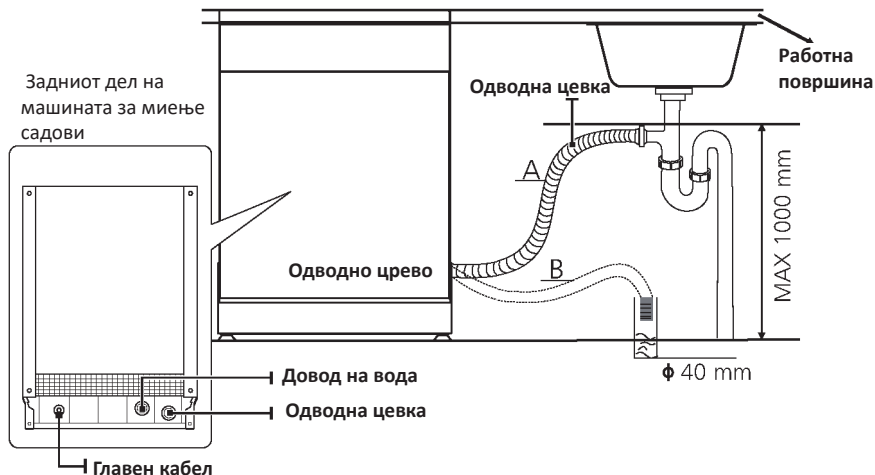 Работна
површина
Задниот дел на
машината за миење
садови
Одводна цевка
A
MAX 1000 mm
Одводно црево
B
ф 40 mm
Довод на вода
Одводна цевка
Главен кабел